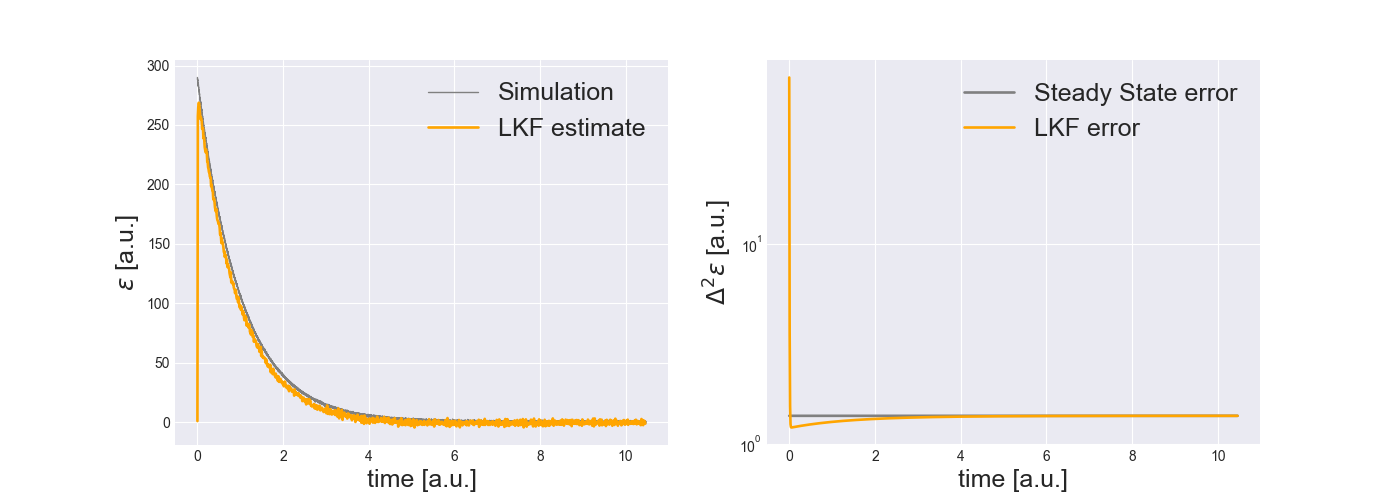 300
250
200
150
100
50
0
ε [a.u.]
Simulation
LKF estimate
0 2 4 6 8 10
time [a.u.]
10¹
10⁰
Δ² ε [a.u.]
Steady State error
LKF error
0 2 4 6 8 10
time [a.u.]